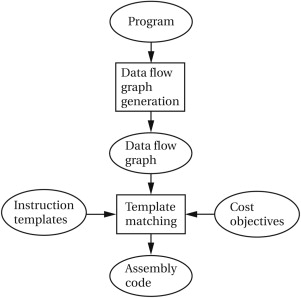 Program
Data flow
graph
generation
Data flow
graph
Instruction
templates
Template
matching
Cost
objectives
Assembly
code